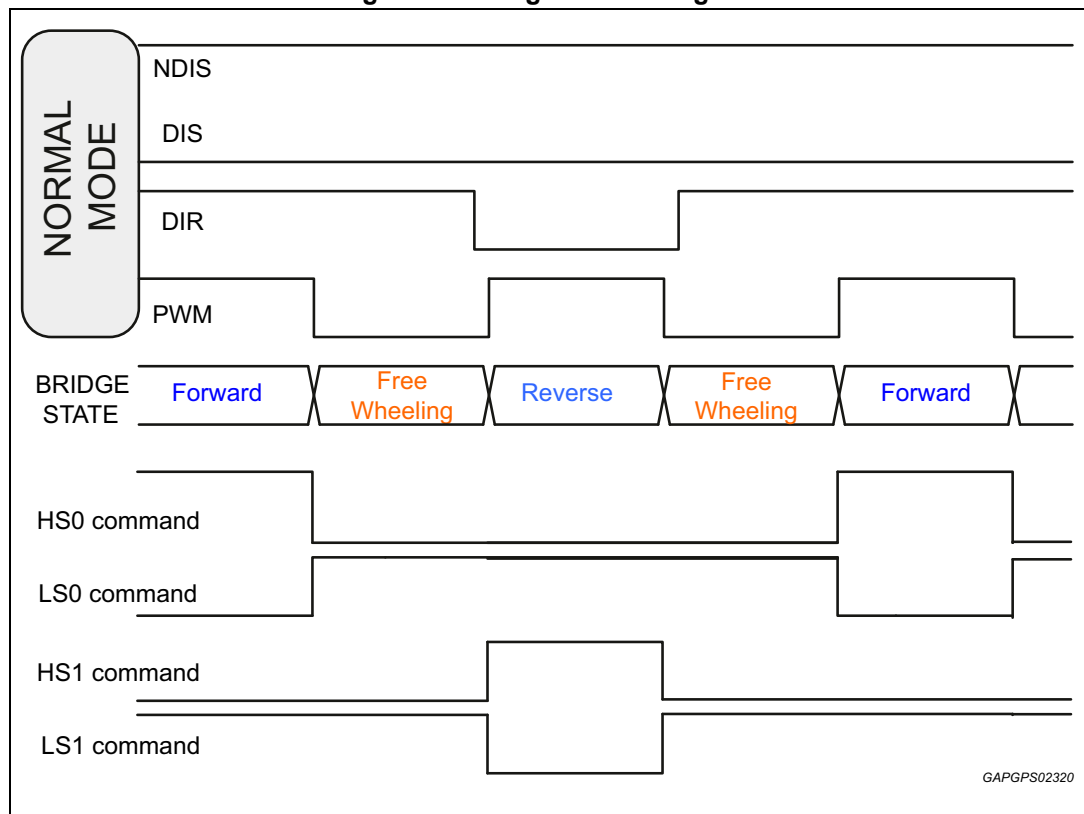 NORMAL
MODE
NDIS
DIS
DIR
PWM
BRIDGE
STATE
Forward
Free
Wheeling
Reverse
Free
Wheeling
Forward
HS0 command
LS0 command
HS1 command
LS1 command
GAPGPS02320